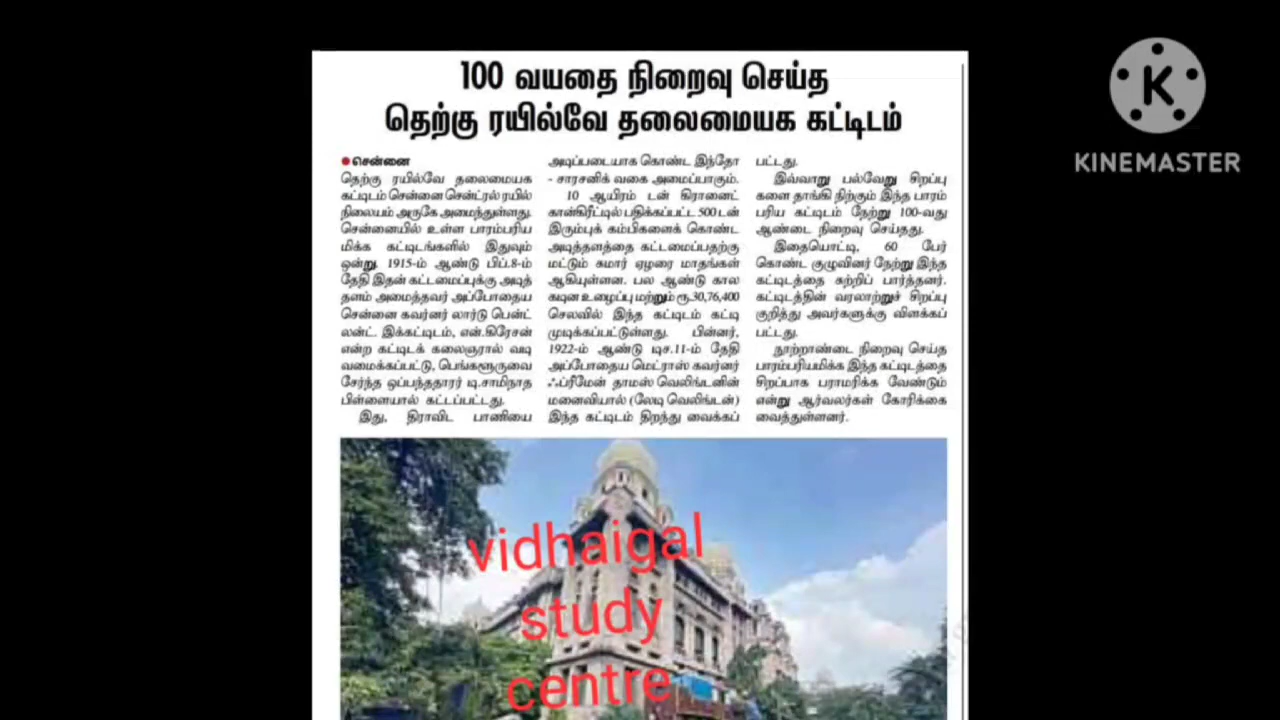 100 வயதை நிறைவு செய்த
தெற்கு ரயில்வே தலைமையக கட்டிடம்
சென்னை
தெற்கு ரயில்வே தலைமையக
கட்டிடம் சென்னை சென்ட்ரல் ரயில்
நிலையம் அருகே அமைந்துள்ளது.
சென்னையில் உள்ள பாரம்பரிய
மிக்க கட்டிடங்களில் இதுவும்
ஒன்று. 1915-ம் ஆண்டு பிப்.8-ம்
தேதி இதன் கட்டமைப்புக்கு அடித்
தளம் அமைத்தவர் அப்போதைய
சென்னை கவர்னர் லார்டு பென்ட்
லன்ட். இக்கட்டிடம், என்.கிரேசன்
என்ற கட்டிடக் கலைஞரால் வடி
வமைக்கப்பட்டு, பெங்களூருவை
சேர்ந்த ஒப்பந்ததாரர் டி.சாமிநாத
பிள்ளையால் கட்டப்பட்டது.
இது, திராவிட பாணியை
அடிப்படையாக கொண்ட இந்தோ
- சாரசனிக் வகை அமைப்பாகும்.
10 ஆயிரம் டன் கிரானைட்
கான்கிரீட்டில் பதிக்கப்பட்ட 500 டன்
இரும்புக் கம்பிகளைக் கொண்ட
அடித்தளத்தை கட்டமைப்பதற்கு
மட்டும் சுமார் ஏழரை மாதங்கள்
ஆகியுள்ளன. பல ஆண்டு கால
கடின உழைப்பு மற்றும் ரூ.30,76,400
செலவில் இந்த கட்டிடம் கட்டி
முடிக்கப்பட்டுள்ளது. பின்னர்,
1922-ம் ஆண்டு டிச.11-ம் தேதி
அப்போதைய மெட்ராஸ் கவர்னர்
ஃப்ரீமேன் தாமஸ் வெலிங்டனின்
மனைவியால் (லேடி வெலிங்டன்)
இந்த கட்டிடம் திறந்து வைக்கப்
பட்டது.
இவ்வாறு பல்வேறு சிறப்பு
களை தாங்கி நிற்கும் இந்த பாரம்
பரிய கட்டிடம் நேற்று 100-வது
ஆண்டை நிறைவு செய்தது.
இதையொட்டி, 60 பேர்
கொண்ட குழுவினர் நேற்று இந்த
கட்டிடத்தை சுற்றிப் பார்த்தனர்.
கட்டிடத்தின் வரலாற்றுச் சிறப்பு
குறித்து அவர்களுக்கு விளக்கப்
பட்டது.
நூற்றாண்டை நிறைவு செய்த
பாரம்பரியமிக்க இந்த கட்டிடத்தை
சிறப்பாக பராமரிக்க வேண்டும்
என்று ஆர்வலர்கள் கோரிக்கை
வைத்துள்ளனர்.
vidhaigal
study
centre
K
KINEMASTER